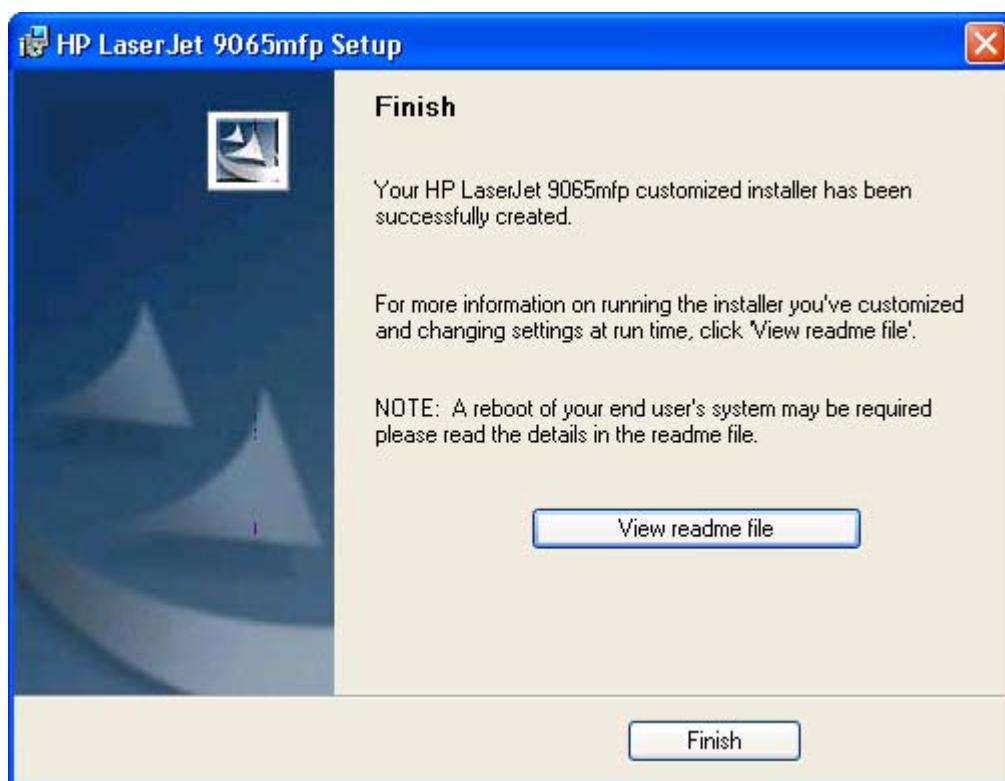 HP LaserJet 9065mfp Setup
Finish
Your HP LaserJet 9065mfp customized installer has been
successfully created.
For more information on running the installer you've customized
and changing settings at run time, click 'View readme file'.
NOTE:  A reboot of your end user's system may be required
please read the details in the readme file.
View readme file
Finish